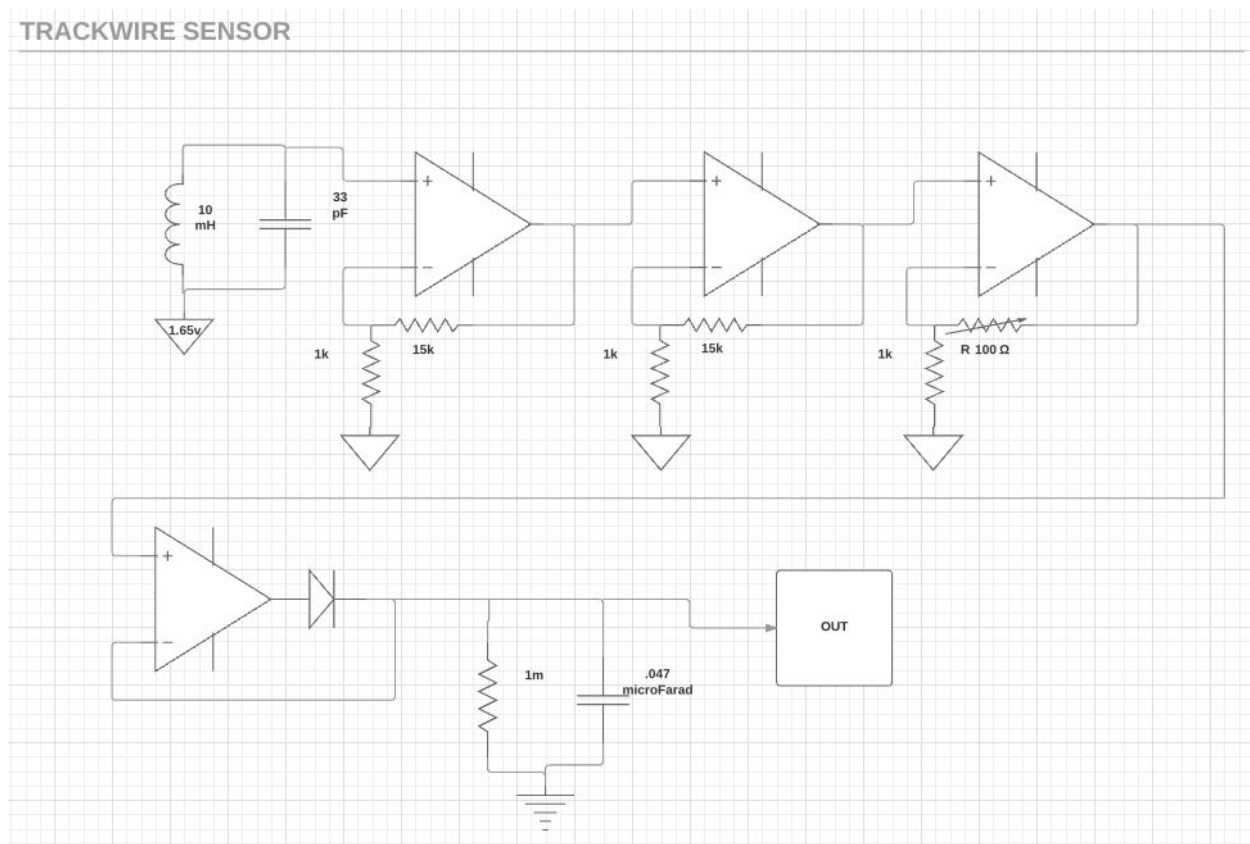 TRACKWIRE SENSOR
10
mH
33
pF
1.65v
+
−
1k
15k
+
−
1k
15k
+
−
1k
R 100 Ω
+
−
1m
.047
microFarad
OUT